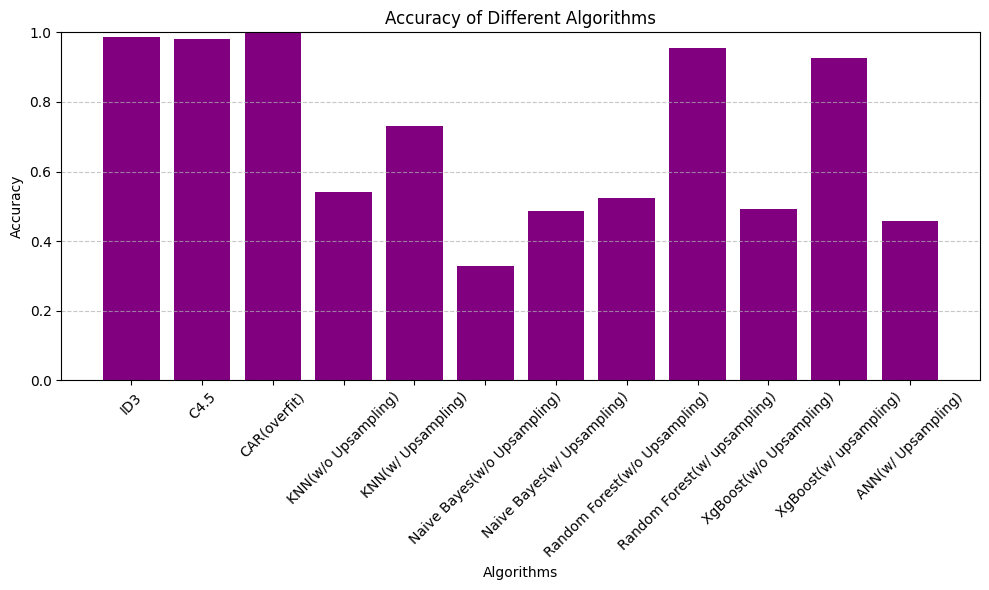 Accuracy of Different Algorithms
1.0
0.8
0.6
0.4
0.2
0.0
Accuracy
ID3
C4.5
CAR(overfit)
KNN(w/o Upsampling)
KNN(w/ Upsampling)
Naive Bayes(w/o Upsampling)
Naive Bayes(w/ Upsampling)
Random Forest(w/o Upsampling)
Random Forest(w/ upsampling)
XgBoost(w/o Upsampling)
XgBoost(w/ upsampling)
ANN(w/ Upsampling)
Algorithms